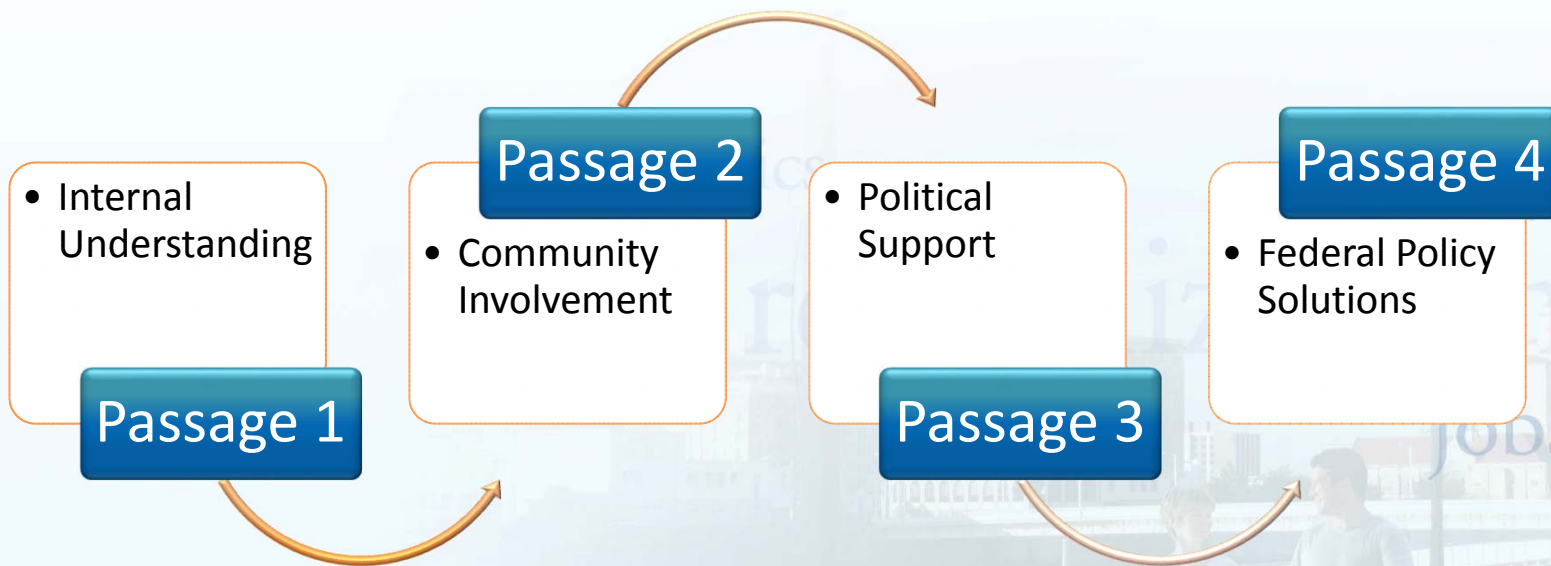 • Internal
Understanding
Passage 1
Passage 2
• Community
Involvement
• Political
Support
Passage 3
Passage 4
• Federal Policy
Solutions